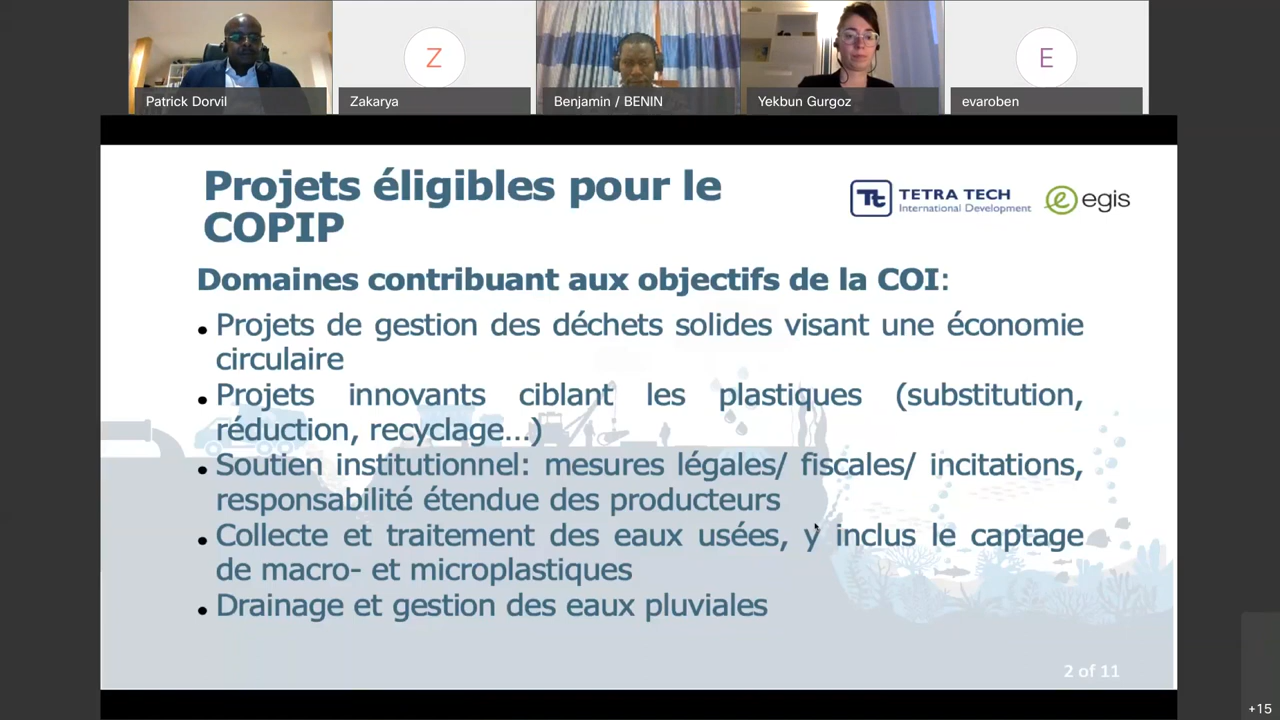 Z
E
Patrick Dorvil
Zakarya
Benjamin / BENIN
Yekbun Gurgoz
evaroben
Projets éligibles pour le
COPIP
Tt
TETRA TECH
International Development
e
egis
Domaines contribuant aux objectifs de la COI:
• Projets de gestion des déchets solides visant une économie
circulaire
• Projets innovants ciblant les plastiques (substitution,
réduction, recyclage...)
• Soutien institutionnel: mesures légales/ fiscales/ incitations,
responsabilité étendue des producteurs
• Collecte et traitement des eaux usées, y inclus le captage
de macro- et microplastiques
• Drainage et gestion des eaux pluviales
2 of 11
+15